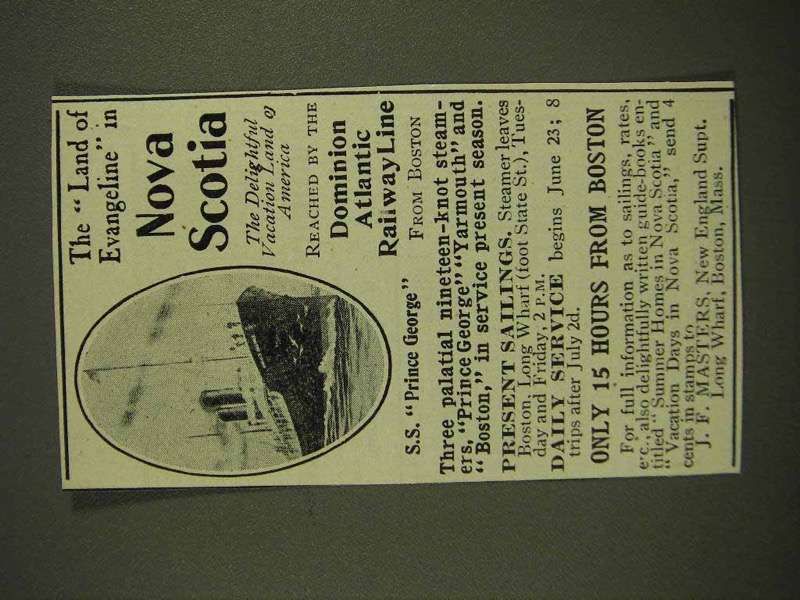 The "Land of
Evangeline" in
Nova
Scotia
The Delightful
Vacation Land of
America
REACHED BY THE
Dominion
Atlantic
Railway Line
FROM BOSTON
S.S. "Prince George"
Three palatial nineteen-knot steam-
ers, "Prince George" "Yarmouth" and
"Boston," in service present season.
PRESENT SAILINGS. Steamer leaves
Boston, Long Wharf (foot State St.), Tues-
day and Friday, 2 P.M.
DAILY SERVICE begins June 23; 8
trips after July 2d.
ONLY 15 HOURS FROM BOSTON
For full information as to sailings, rates,
etc., also delightfully written guide-books en-
titled "Summer Homes in Nova Scotia" and
"Vacation Days in Nova Scotia," send 4
cents in stamps to
J. F. MASTERS, New England Supt.
Long Wharf, Boston, Mass.